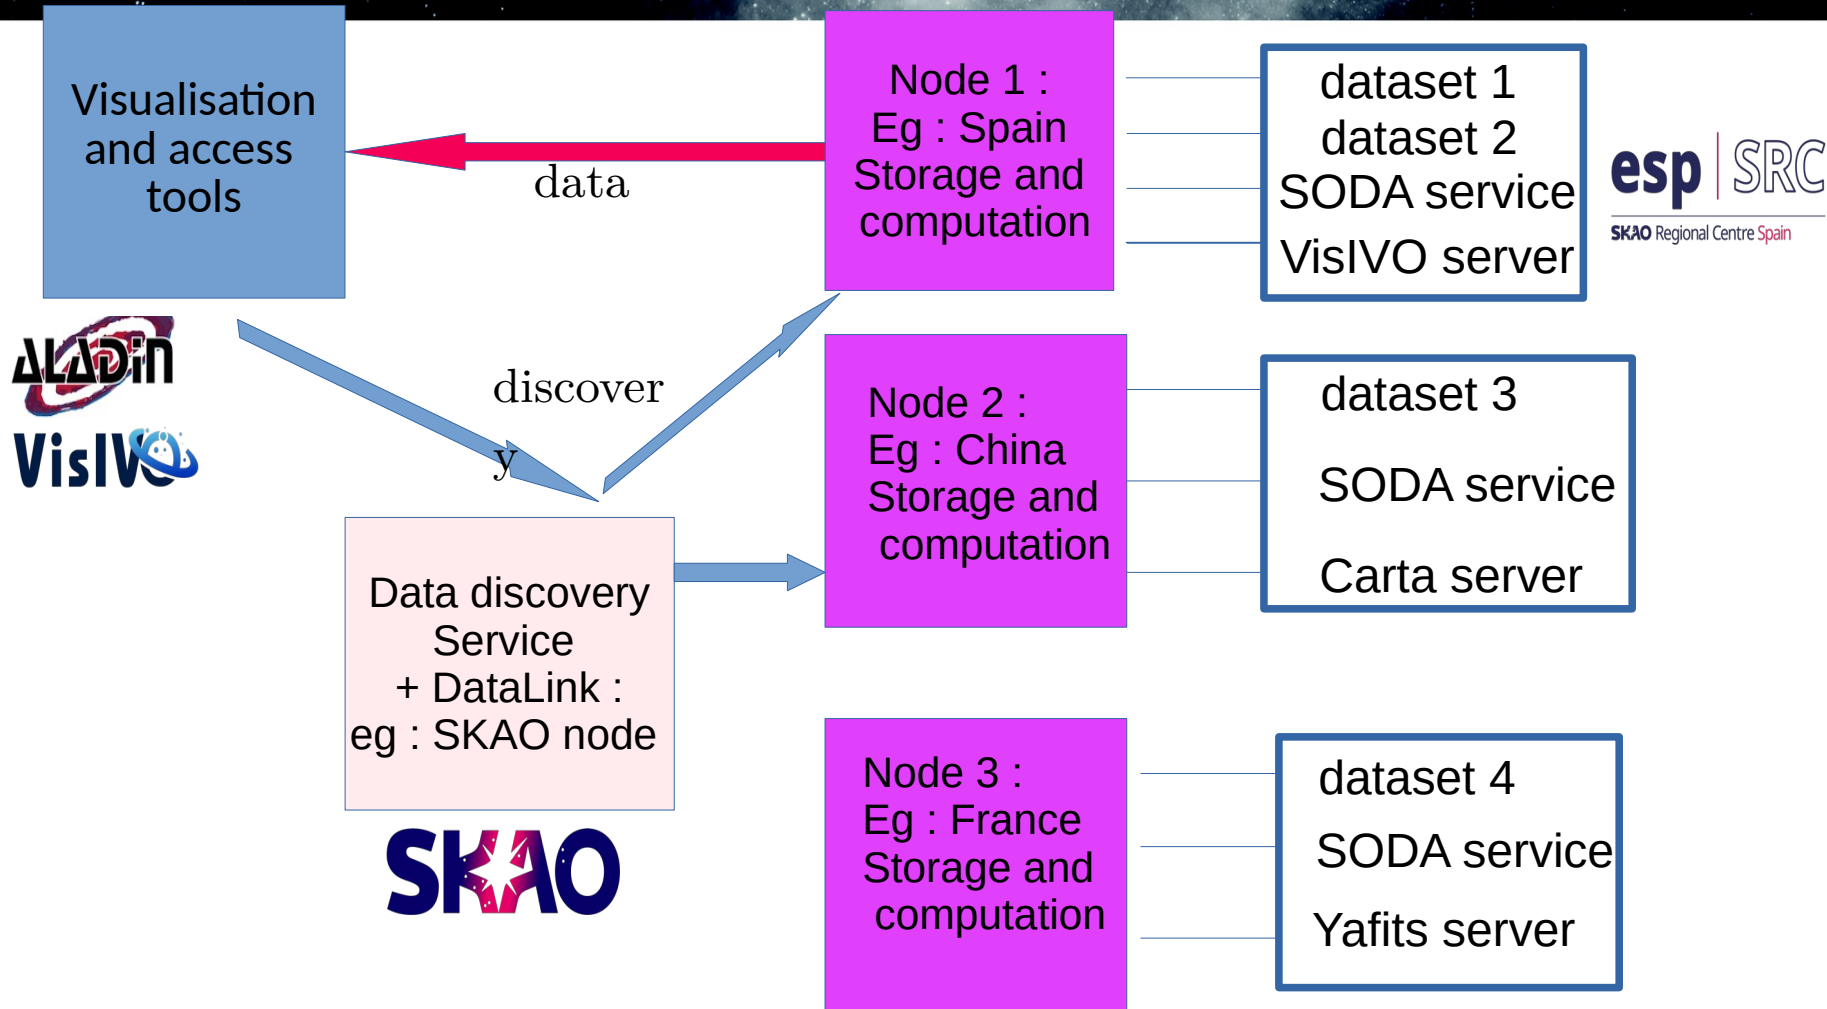 Visualisation
and access
tools
data
Node 1 :
Eg : Spain
Storage and
computation
dataset 1
dataset 2
SODA service
VisIVO server
esp SRC
SKAO Regional Centre Spain
ALADIN
VisIVO
discover
y
Node 2 :
Eg : China
Storage and
computation
dataset 3
SODA service
Carta server
Data discovery
Service
+ DataLink :
eg : SKAO node
SKAO
Node 3 :
Eg : France
Storage and
computation
dataset 4
SODA service
Yafits server